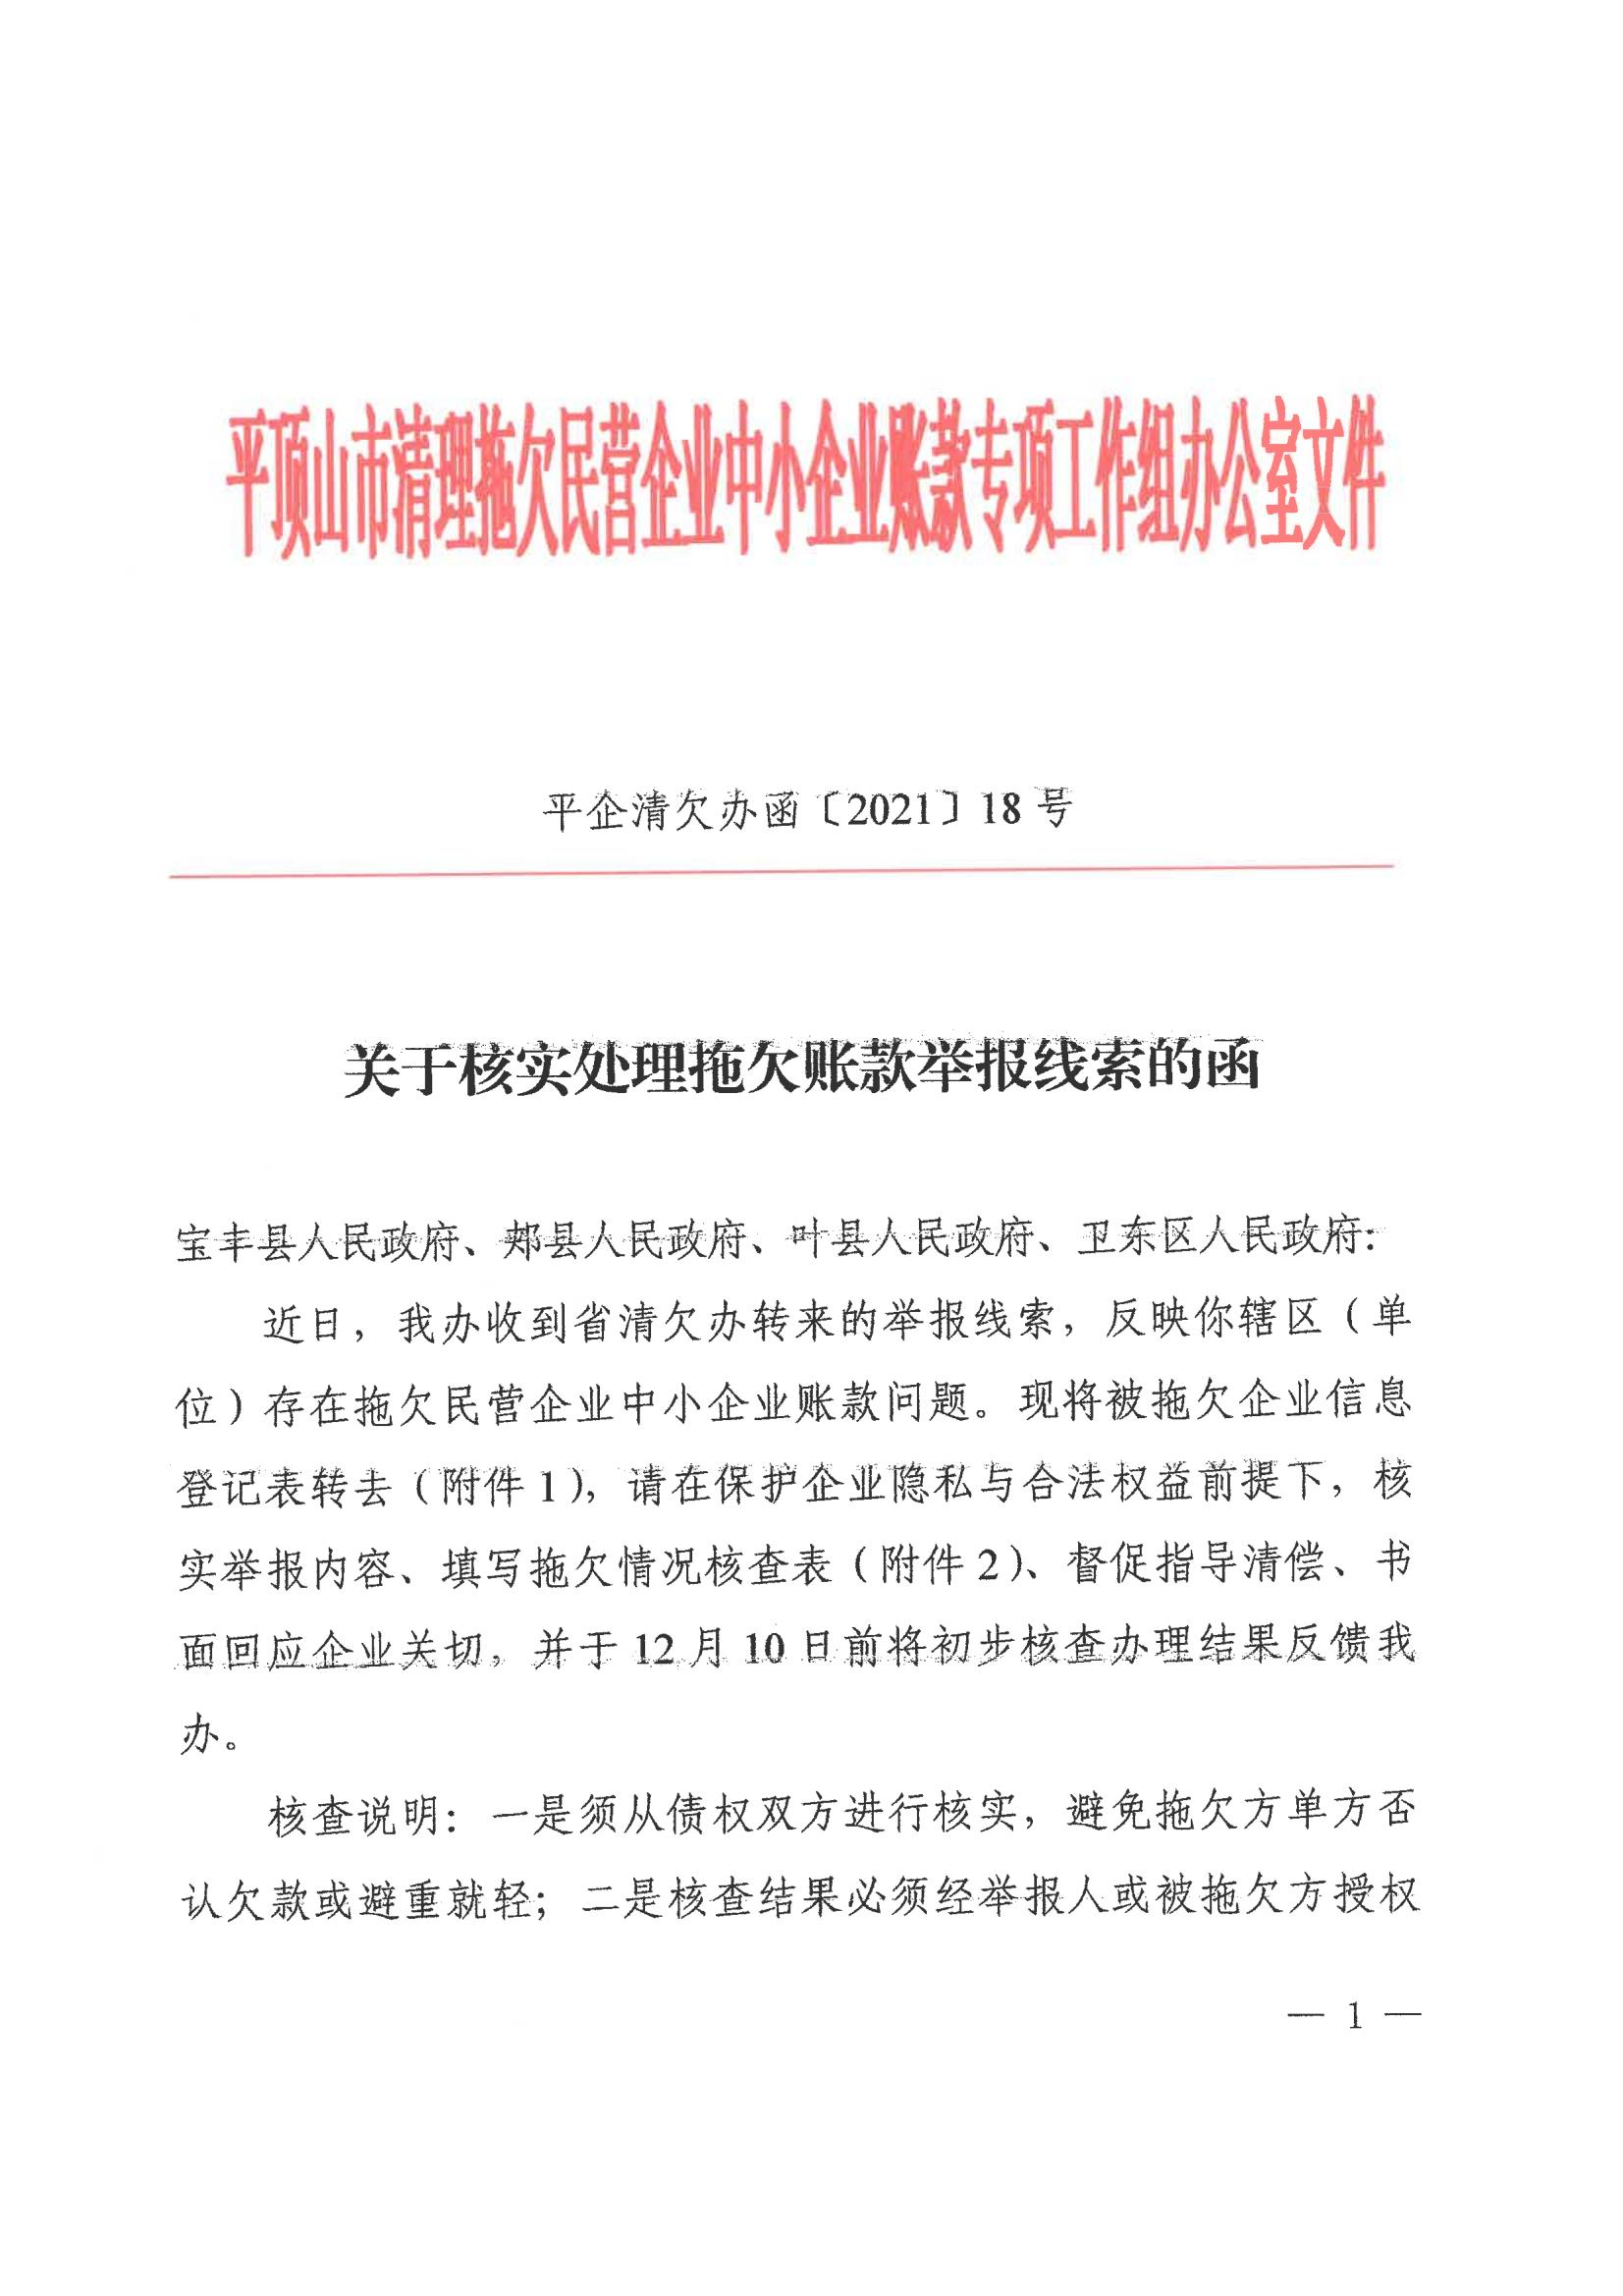 平顶山市清理拖欠民营企业中小企业账款专项工作组办公室文件
平企清欠办函〔2021〕18号
关于核实处理拖欠账款举报线索的函
宝丰县人民政府、郏县人民政府、叶县人民政府、卫东区人民政府：
近日，我办收到省清欠办转来的举报线索，反映你辖区（单
位）存在拖欠民营企业中小企业账款问题。现将被拖欠企业信息
登记表转去（附件1），请在保护企业隐私与合法权益前提下，核
实举报内容、填写拖欠情况核查表（附件2）、督促指导清偿、书
面回应企业关切，并于12月10日前将初步核查办理结果反馈我
办。
核查说明：一是须从债权双方进行核实，避免拖欠方单方否
认欠款或避重就轻；二是核查结果必须经举报人或被拖欠方授权
— 1 —